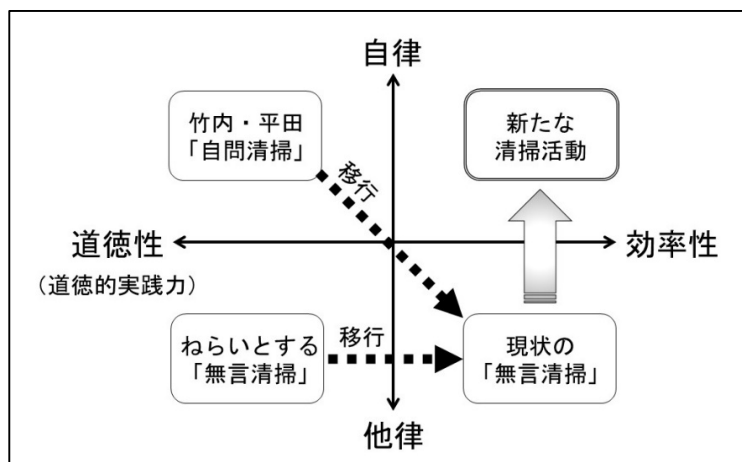 自律
竹内・平田
「自問清掃」
新たな
清掃活動
移行
道徳性
（道徳的実践力）
効率性
ねらいとする
「無言清掃」
移行
現状の
「無言清掃」
他律